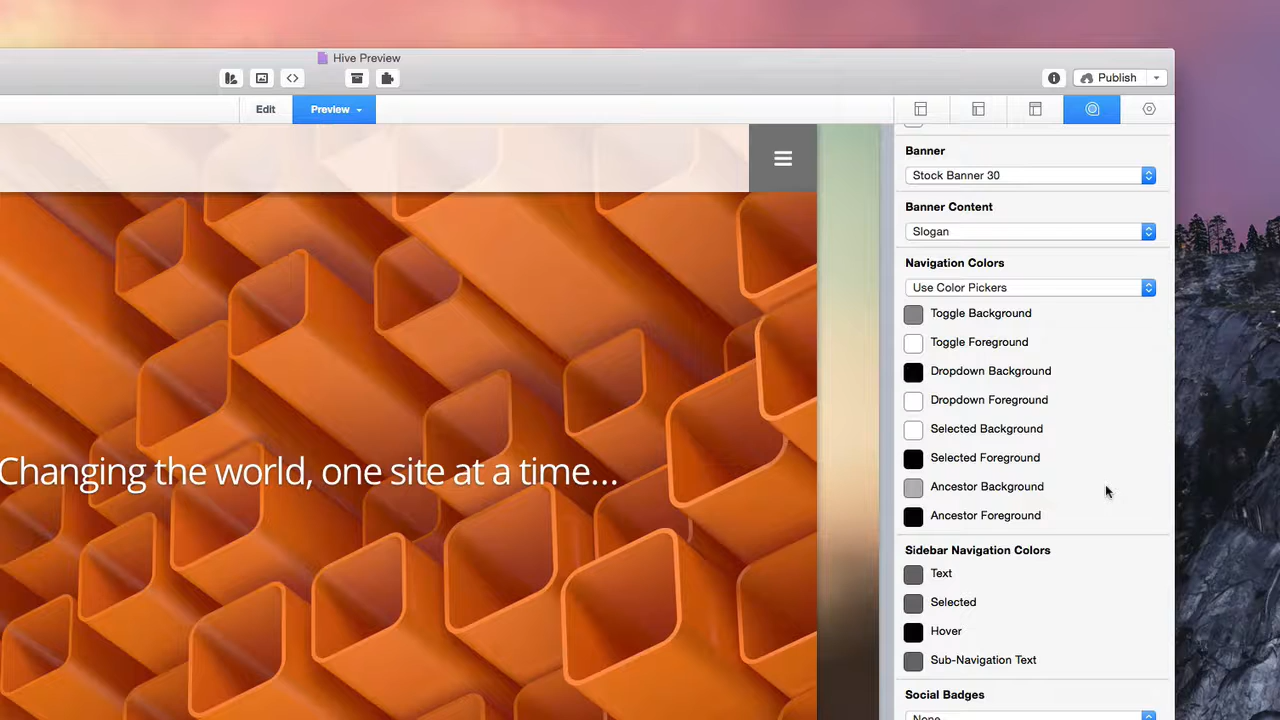 Hive Preview
Publish
Edit
Preview
Banner
Stock Banner 30
Banner Content
Slogan
Navigation Colors
Use Color Pickers
Toggle Background
Toggle Foreground
Dropdown Background
Dropdown Foreground
Selected Background
Selected Foreground
Ancestor Background
Ancestor Foreground
Sidebar Navigation Colors
Text
Selected
Hover
Sub-Navigation Text
Social Badges
None
Changing the world, one site at a time...